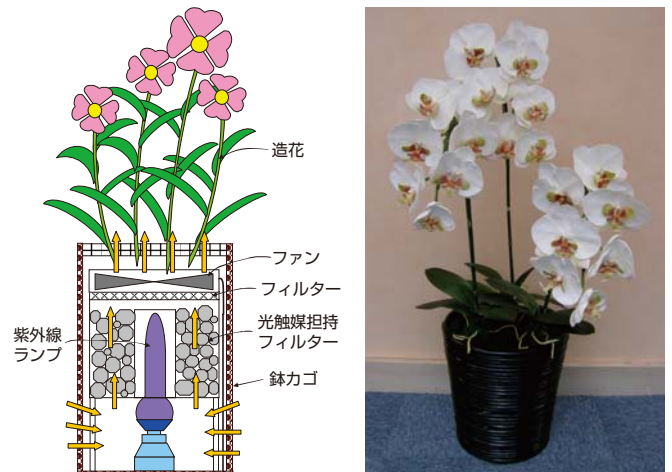 造花
ファン
フィルター
紫外線
ランプ
光触媒担持
フィルター
鉢カゴ